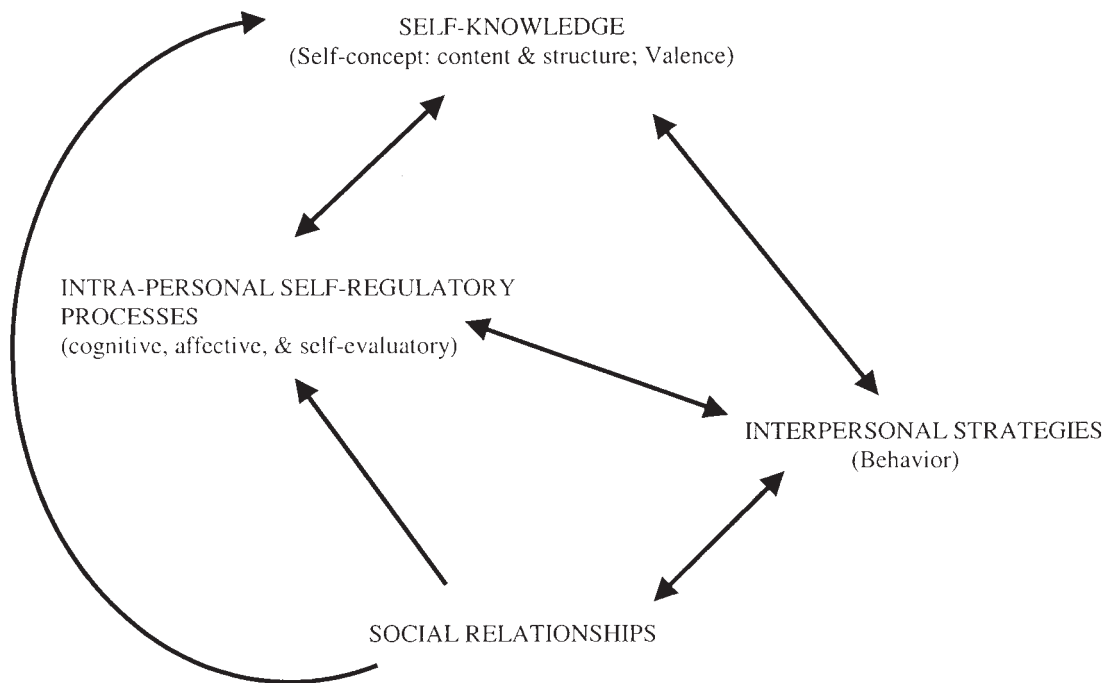 SELF-KNOWLEDGE
(Self-concept: content & structure; Valence)
INTRA-PERSONAL SELF-REGULATORY
PROCESSES
(cognitive, affective, & self-evaluatory)
INTERPERSONAL STRATEGIES
(Behavior)
SOCIAL RELATIONSHIPS